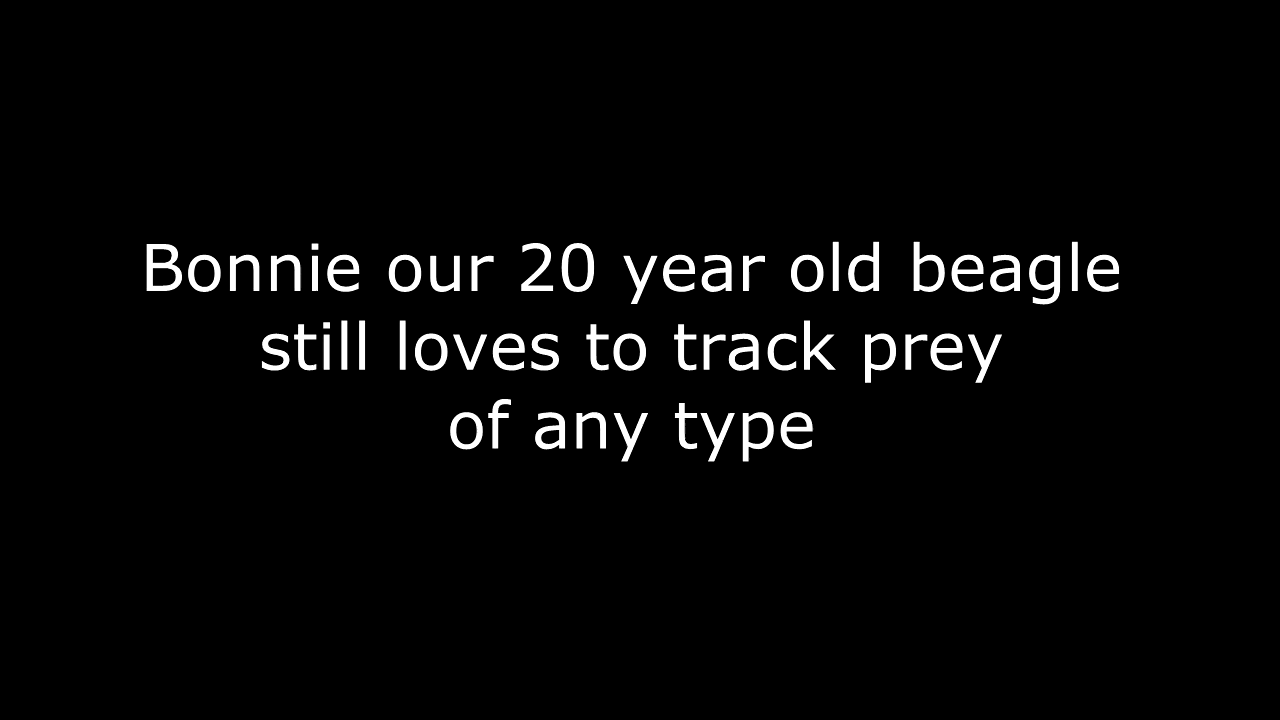 Bonnie our 20 year old beagle
still loves to track prey
of any type